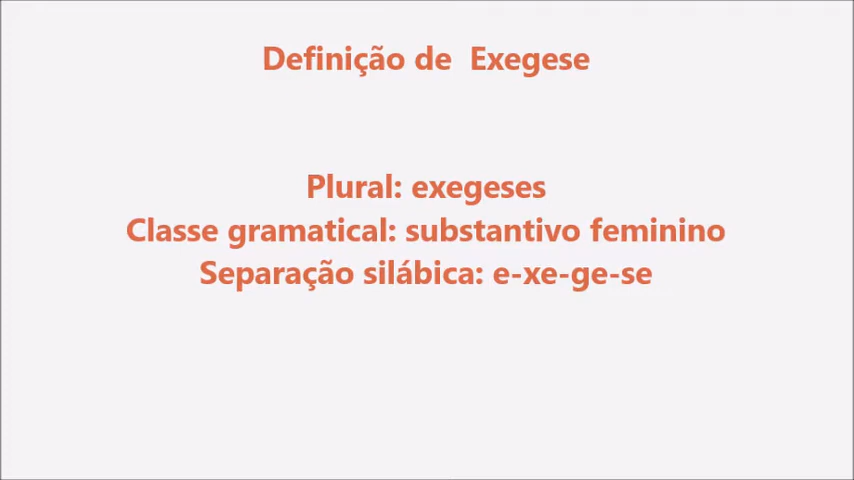 Definição de  Exegese
Plural: exegeses
Classe gramatical: substantivo feminino
Separação silábica: e-xe-ge-se